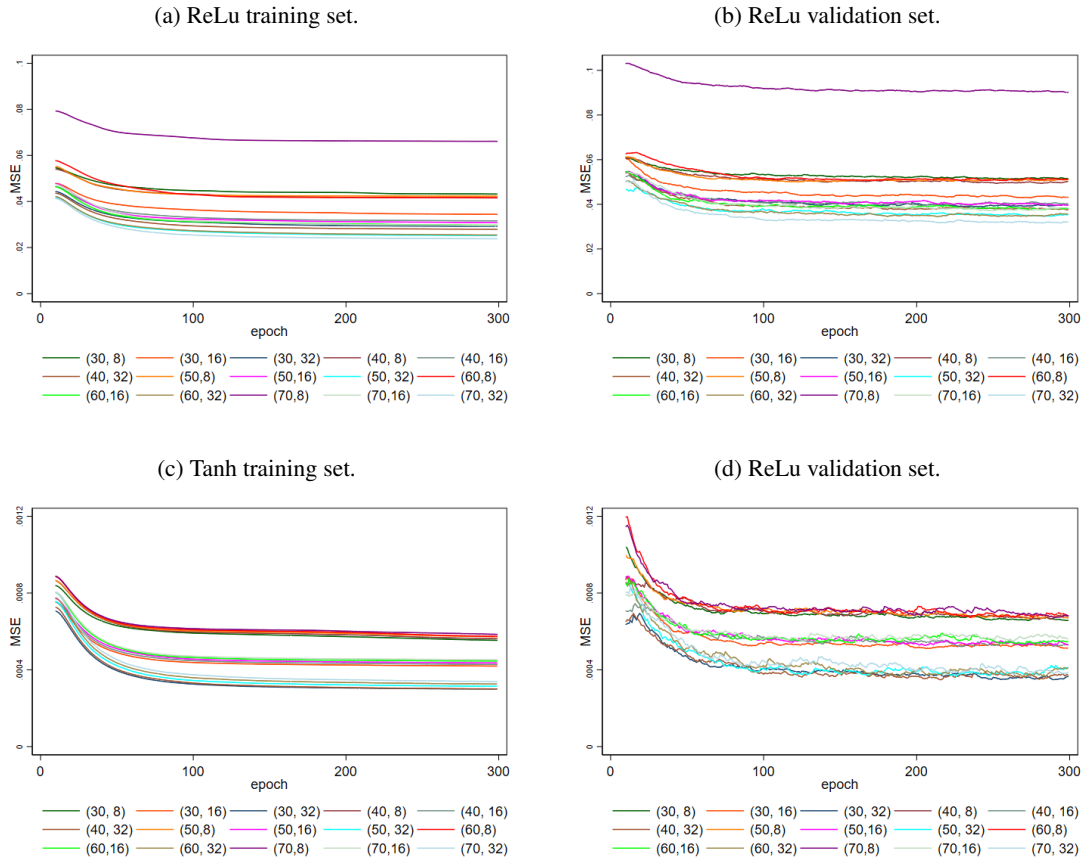 (a) ReLu training set.
(b) ReLu validation set.
.1
.08
.06
.04
.02
0
MSE
0
100
200
300
epoch
(30, 8) (30, 16) (30, 32) (40, 8) (40, 16)
(40, 32) (50,8) (50,16) (50, 32) (60,8)
(60,16) (60, 32) (70,8) (70,16) (70, 32)
.1
.08
.06
.04
.02
0
MSE
0
100
200
300
epoch
(30, 8) (30, 16) (30, 32) (40, 8) (40, 16)
(40, 32) (50,8) (50,16) (50, 32) (60,8)
(60,16) (60, 32) (70,8) (70,16) (70, 32)
(c) Tanh training set.
(d) ReLu validation set.
.0012
.0008
.0004
0
MSE
0
100
200
300
epoch
(30, 8) (30, 16) (30, 32) (40, 8) (40, 16)
(40, 32) (50,8) (50,16) (50, 32) (60,8)
(60,16) (60, 32) (70,8) (70,16) (70, 32)
.0012
.0008
.0004
0
MSE
0
100
200
300
epoch
(30, 8) (30, 16) (30, 32) (40, 8) (40, 16)
(40, 32) (50,8) (50,16) (50, 32) (60,8)
(60,16) (60, 32) (70,8) (70,16) (70, 32)